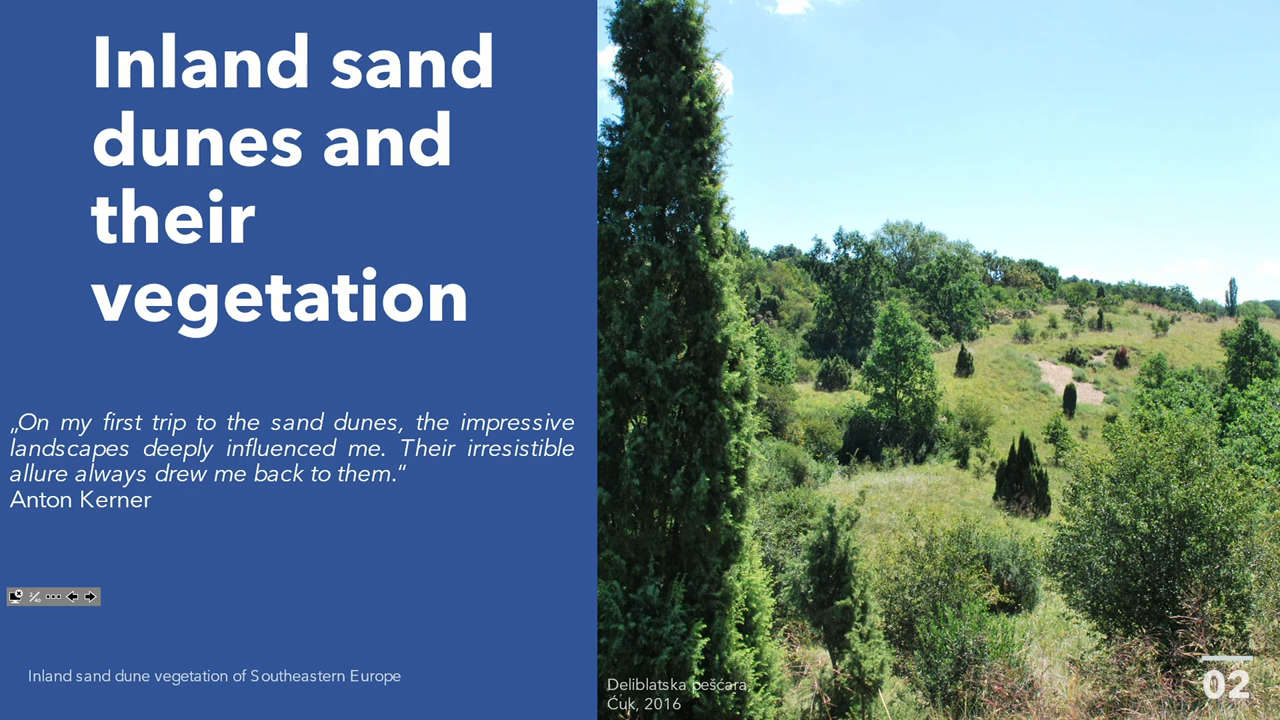 Inland sand
dunes and
their
vegetation
„On my first trip to the sand dunes, the impressive
landscapes deeply influenced me. Their irresistible
allure always drew me back to them.“
Anton Kerner
Inland sand dune vegetation of Southeastern Europe
Deliblatska peščara,
Ćuk, 2016
02